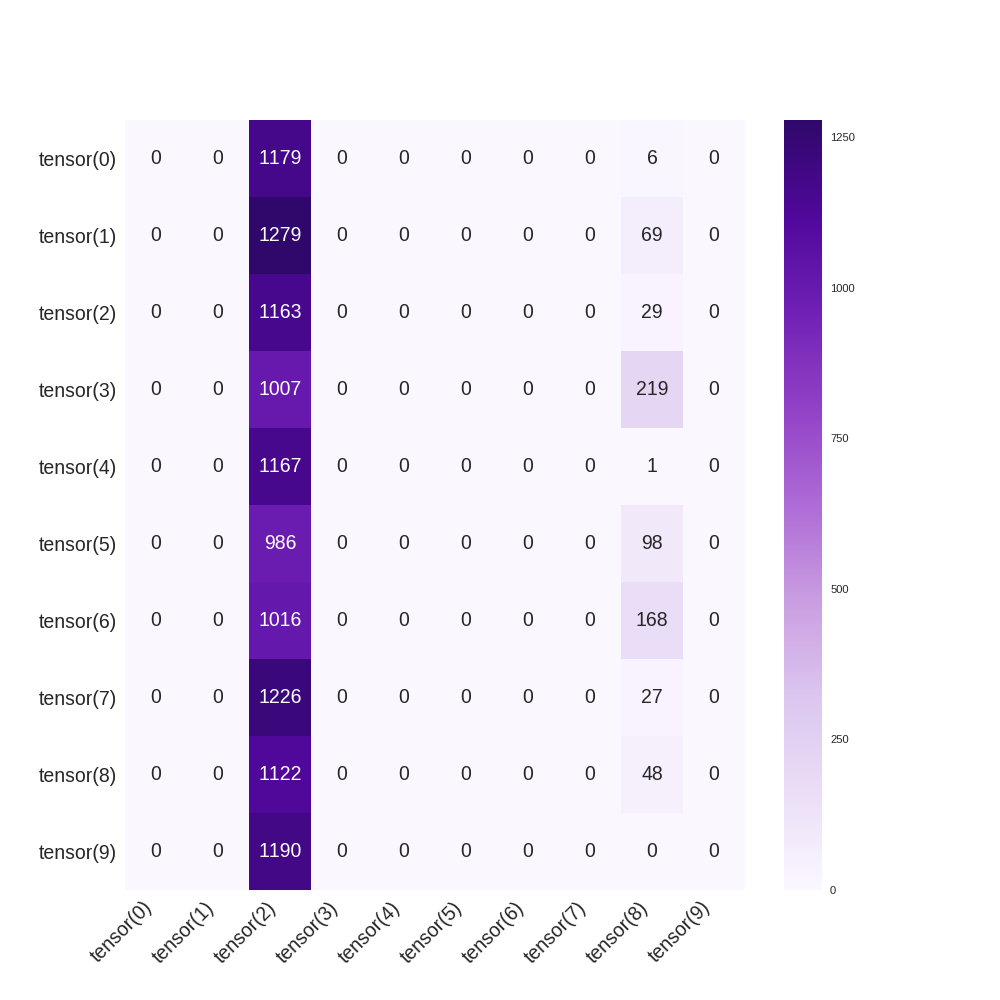 1250
tensor(0) 0 0 1179 0 0 0 0 0 6 0
tensor(1) 0 0 1279 0 0 0 0 0 69 0
1000
tensor(2) 0 0 1163 0 0 0 0 0 29 0
tensor(3) 0 0 1007 0 0 0 0 0 219 0
750
tensor(4) 0 0 1167 0 0 0 0 0 1 0
tensor(5) 0 0 986 0 0 0 0 0 98 0
500
tensor(6) 0 0 1016 0 0 0 0 0 168 0
tensor(7) 0 0 1226 0 0 0 0 0 27 0
250
tensor(8) 0 0 1122 0 0 0 0 0 48 0
tensor(9) 0 0 1190 0 0 0 0 0 0 0
0
tensor(0) tensor(1) tensor(2) tensor(3) tensor(4) tensor(5) tensor(6) tensor(7) tensor(8) tensor(9)